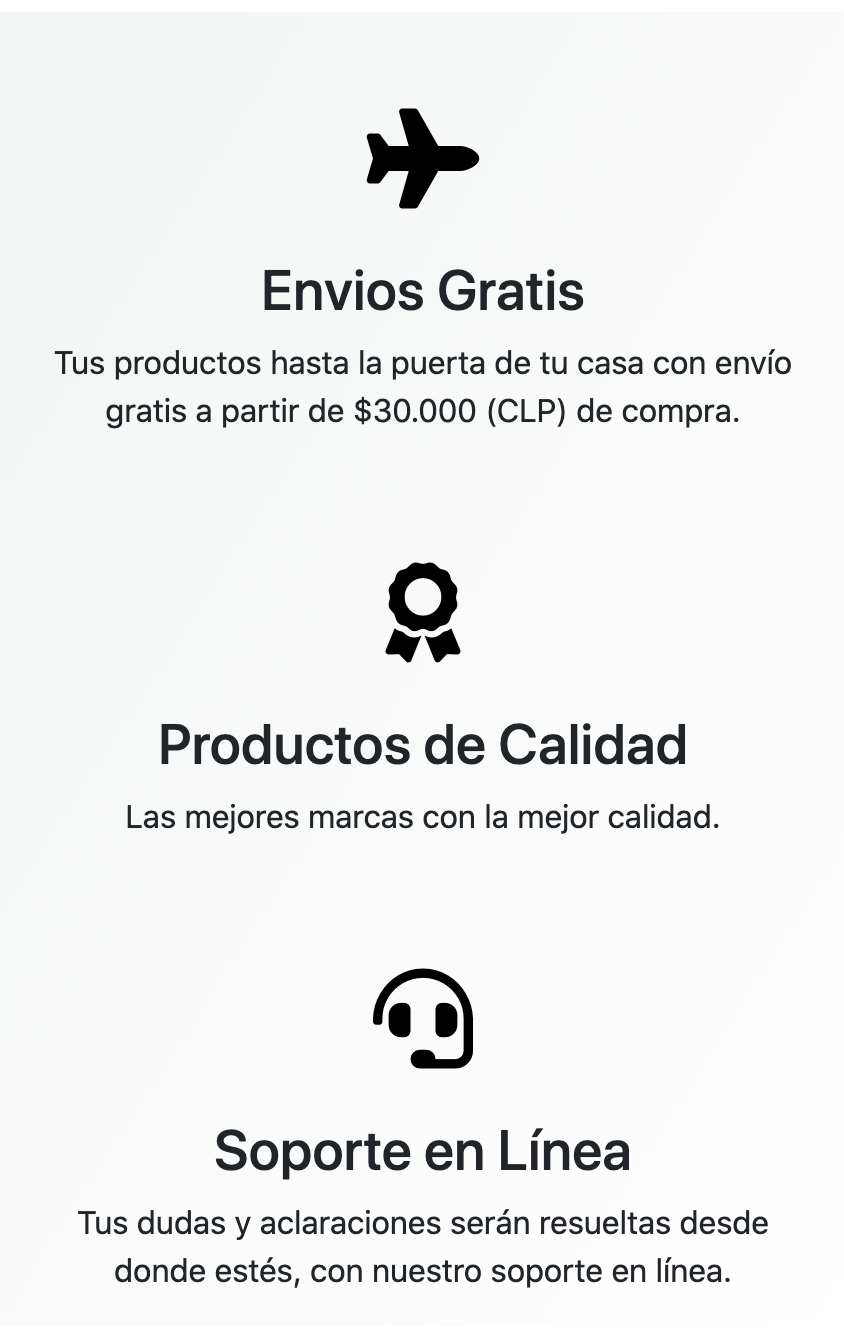 Envios Gratis
Tus productos hasta la puerta de tu casa con envío
gratis a partir de $30.000 (CLP) de compra.
Productos de Calidad
Las mejores marcas con la mejor calidad.
Soporte en Línea
Tus dudas y aclaraciones serán resueltas desde
donde estés, con nuestro soporte en línea.